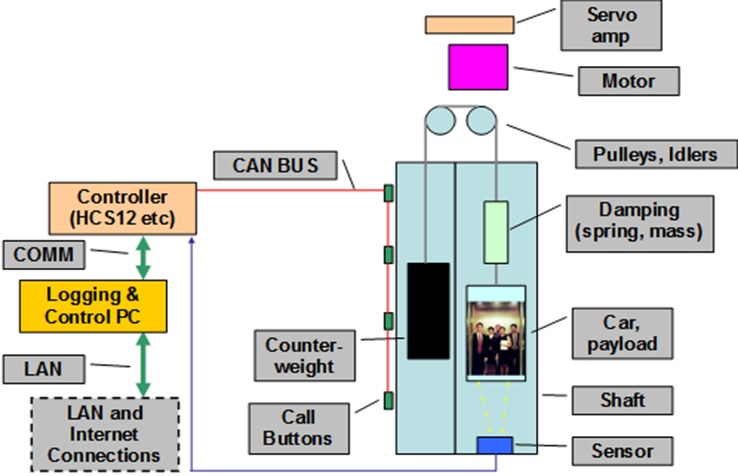 Servo
amp
Motor
Pulleys, Idlers
CAN BUS
Controller
(HCS12 etc)
Damping
(spring, mass)
COMM
Logging &
Control PC
Counter-
weight
Car,
payload
LAN
LAN and
Internet
Connections
Call
Buttons
Shaft
Sensor